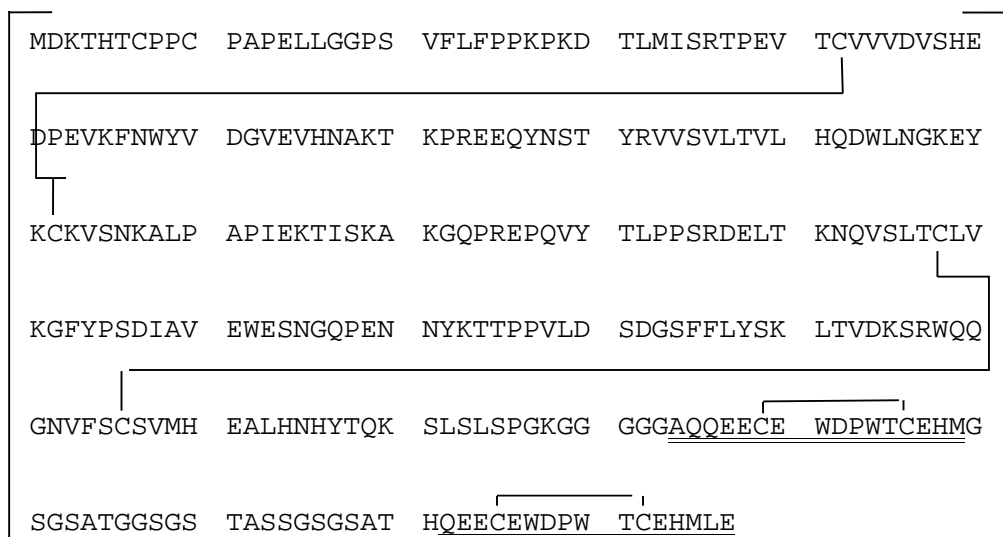 MDKTHTCPPC PAPELLGGPS VFLFPPKPKD TLMISRTPEV TCVVVDVSHE
DPEVKFNWYV DGVEVHNAKT KPREEQYNST YRVVSVLTVL HQDWLNGKEY
KCKVSNKALP APIEKTISKA KGQPREPQVY TLPPSRDELT KNQVSLTCLV
KGFYPSDIAV EWESNGQPEN NYKTTPPVLD SDGSFFLYSK LTVDKSRWQQ
GNVFSCSVMH EALHNHYTQK SLSLSPGKGG GGGAQQEECE WDPWTCEHMG
SGSATGGSGS TASSGSGSAT HQEECEWDPW TCEHMLE